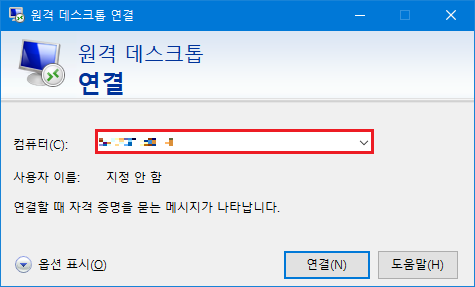 원격 데스크톱 연결
원격 데스크톱
연결
컴퓨터(C):
사용자 이름: 지정 안 함
연결할 때 자격 증명을 묻는 메시지가 나타납니다.
옵션 표시(O) 연결(N) 도움말(H)